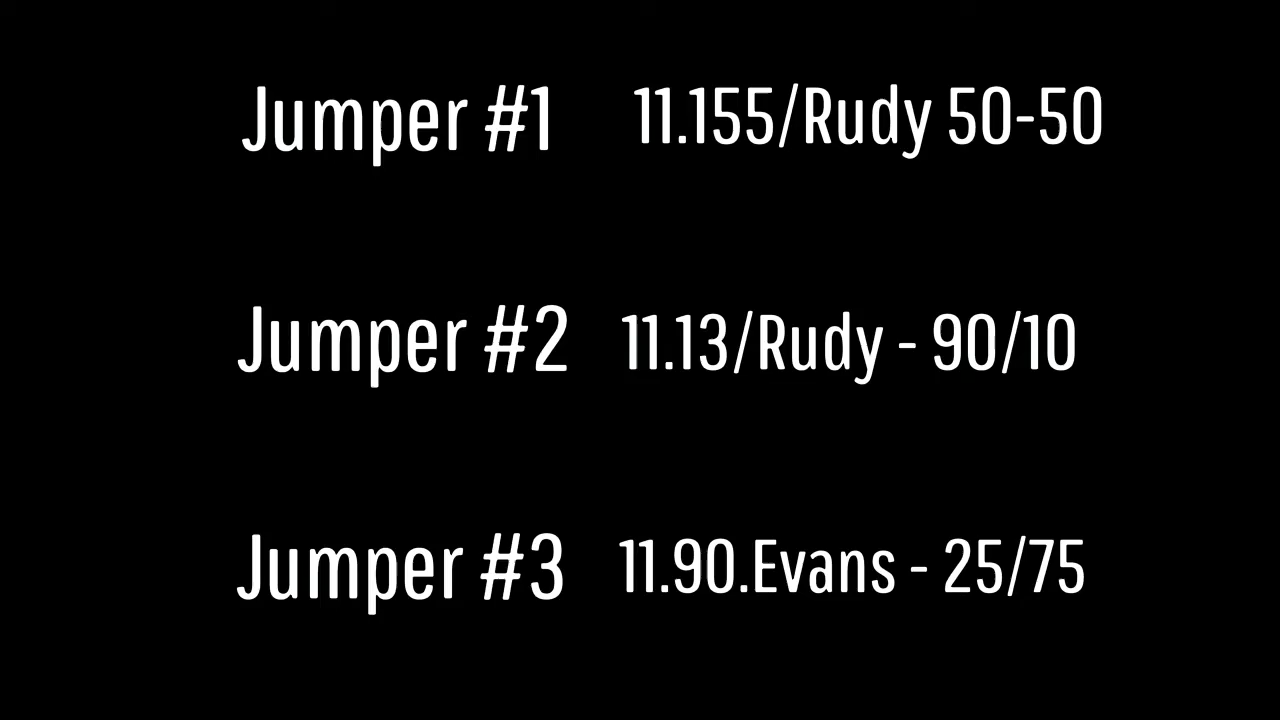 Jumper #1 11.155/Rudy 50-50
Jumper #2 11.13/Rudy - 90/10
Jumper #3 11.90.Evans - 25/75